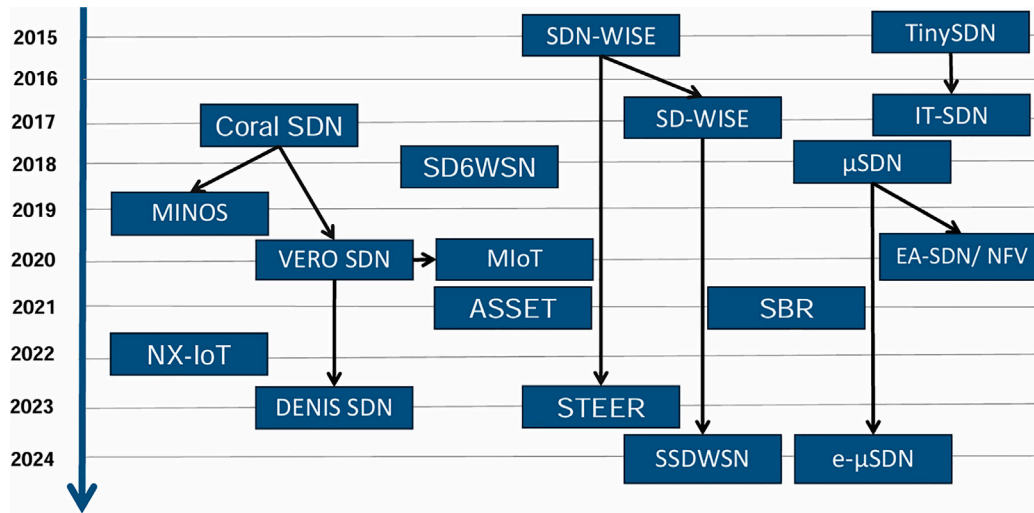 2015
SDN-WISE
TinySDN
2016
2017
Coral SDN
SD-WISE
IT-SDN
2018
SD6WSN
µSDN
2019
MINOS
2020
VERO SDN
MIoT
EA-SDN/ NFV
2021
ASSET
SBR
2022
NX-IoT
2023
DENIS SDN
STEER
2024
SSDWSN
e-µSDN